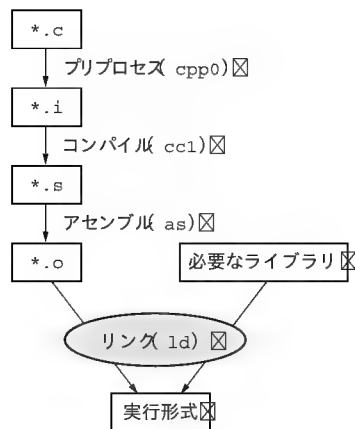 *.c
プリプロセス( cpp0)
*.i
コンパイル( cc1)
*.s
アセンブル( as)
*.o
必要なライブラリ
リング( ld)
実行形式